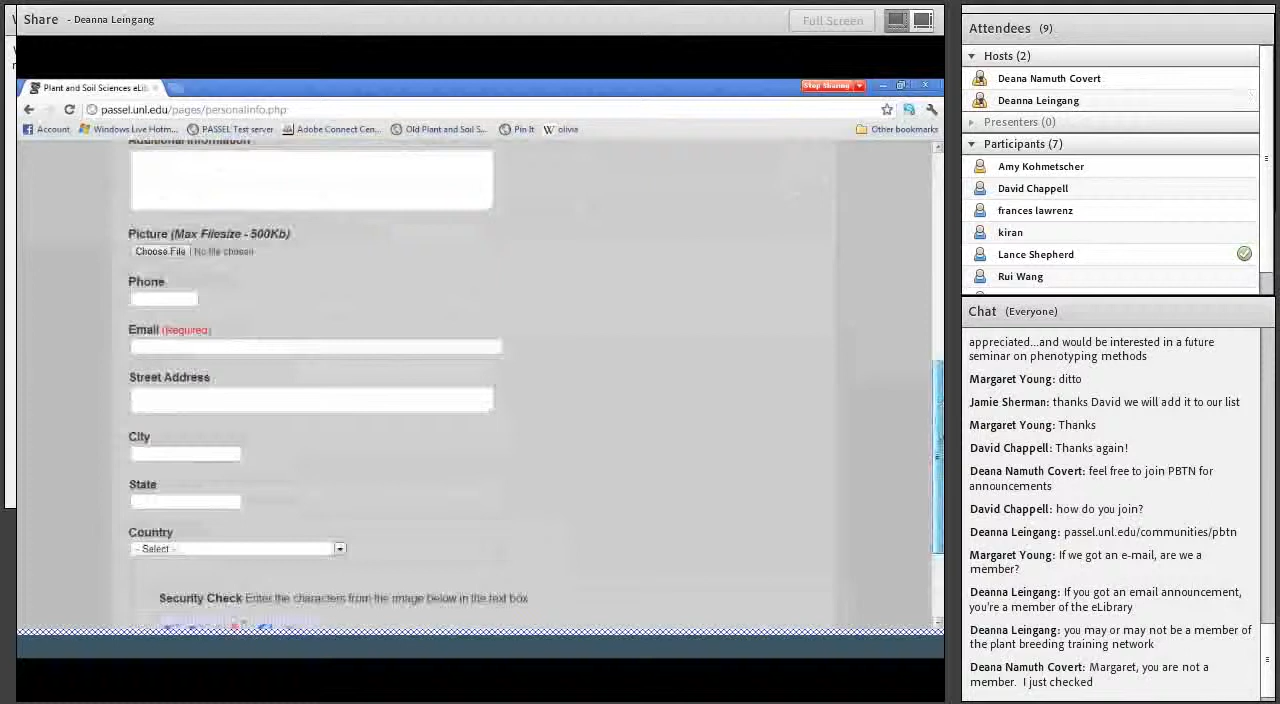 Share - Deanna Leingang
Full Screen
Plant and Soil Sciences eLib
Stop Sharing
passel.unl.edu/pages/personalinfo.php
Account
Windows Live Hotm...
PASSEL Test server
Adobe Connect Cen...
Old Plant and Soil S...
Pin It
olivia
Other bookmarks
Additional Information
Picture (Max Filesize - 500Kb)
Choose File No file chosen
Phone
Email (Required)
Street Address
City
State
Country
- Select -
Security Check Enter the characters from the image below in the text box
Attendees (9)
Hosts (2)
Deana Namuth Covert
Deanna Leingang
Presenters (0)
Participants (7)
Amy Kohmetscher
David Chappell
frances lawrenz
kiran
Lance Shepherd
Rui Wang
Chat (Everyone)
appreciated...and would be interested in a future
seminar on phenotyping methods
Margaret Young: ditto
Jamie Sherman: thanks David we will add it to our list
Margaret Young: Thanks
David Chappell: Thanks again!
Deana Namuth Covert: feel free to join PBTN for
announcements
David Chappell: how do you join?
Deanna Leingang: passel.unl.edu/communities/pbtn
Margaret Young: If we got an e-mail, are we a
member?
Deanna Leingang: If you got an email announcement,
you're a member of the eLibrary
Deanna Leingang: you may or may not be a member of
the plant breeding training network
Deana Namuth Covert: Margaret, you are not a
member. I just checked